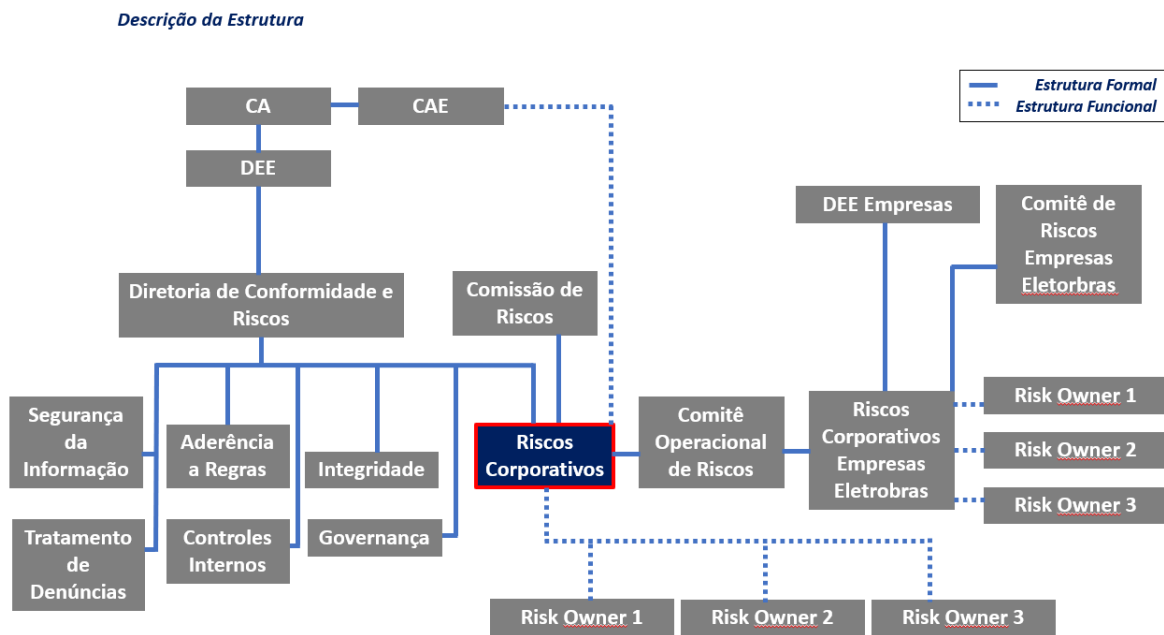 Descrição da Estrutura
Estrutura Formal
Estrutura Funcional
CA
CAE
DEE
DEE Empresas
Comitê de
Riscos
Empresas
Eletorbras
Diretoria de Conformidade e
Riscos
Comissão de
Riscos
Segurança
da
Informação
Aderência
a Regras
Integridade
Riscos
Corporativos
Comitê
Operacional
de Riscos
Riscos
Corporativos
Empresas
Eletrobras
Risk Owner 1
Risk Owner 2
Risk Owner 3
Tratamento
de
Denúncias
Controles
Internos
Governança
Risk Owner 1
Risk Owner 2
Risk Owner 3